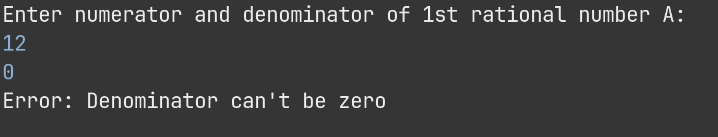 Enter numerator and denominator of 1st rational number A:
12
0
Error: Denominator can't be zero